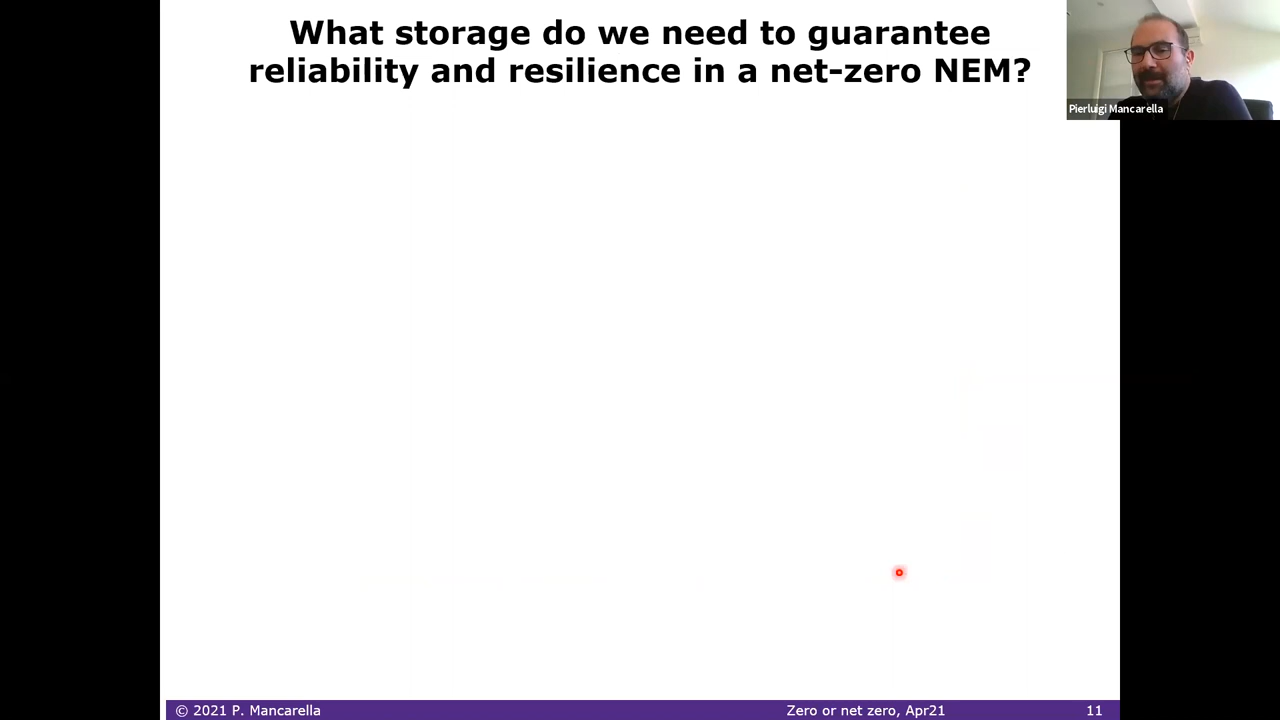 What storage do we need to guarantee
reliability and resilience in a net-zero NEM?
Pierluigi Mancarella
© 2021 P. Mancarella
Zero or net zero, Apr21
11